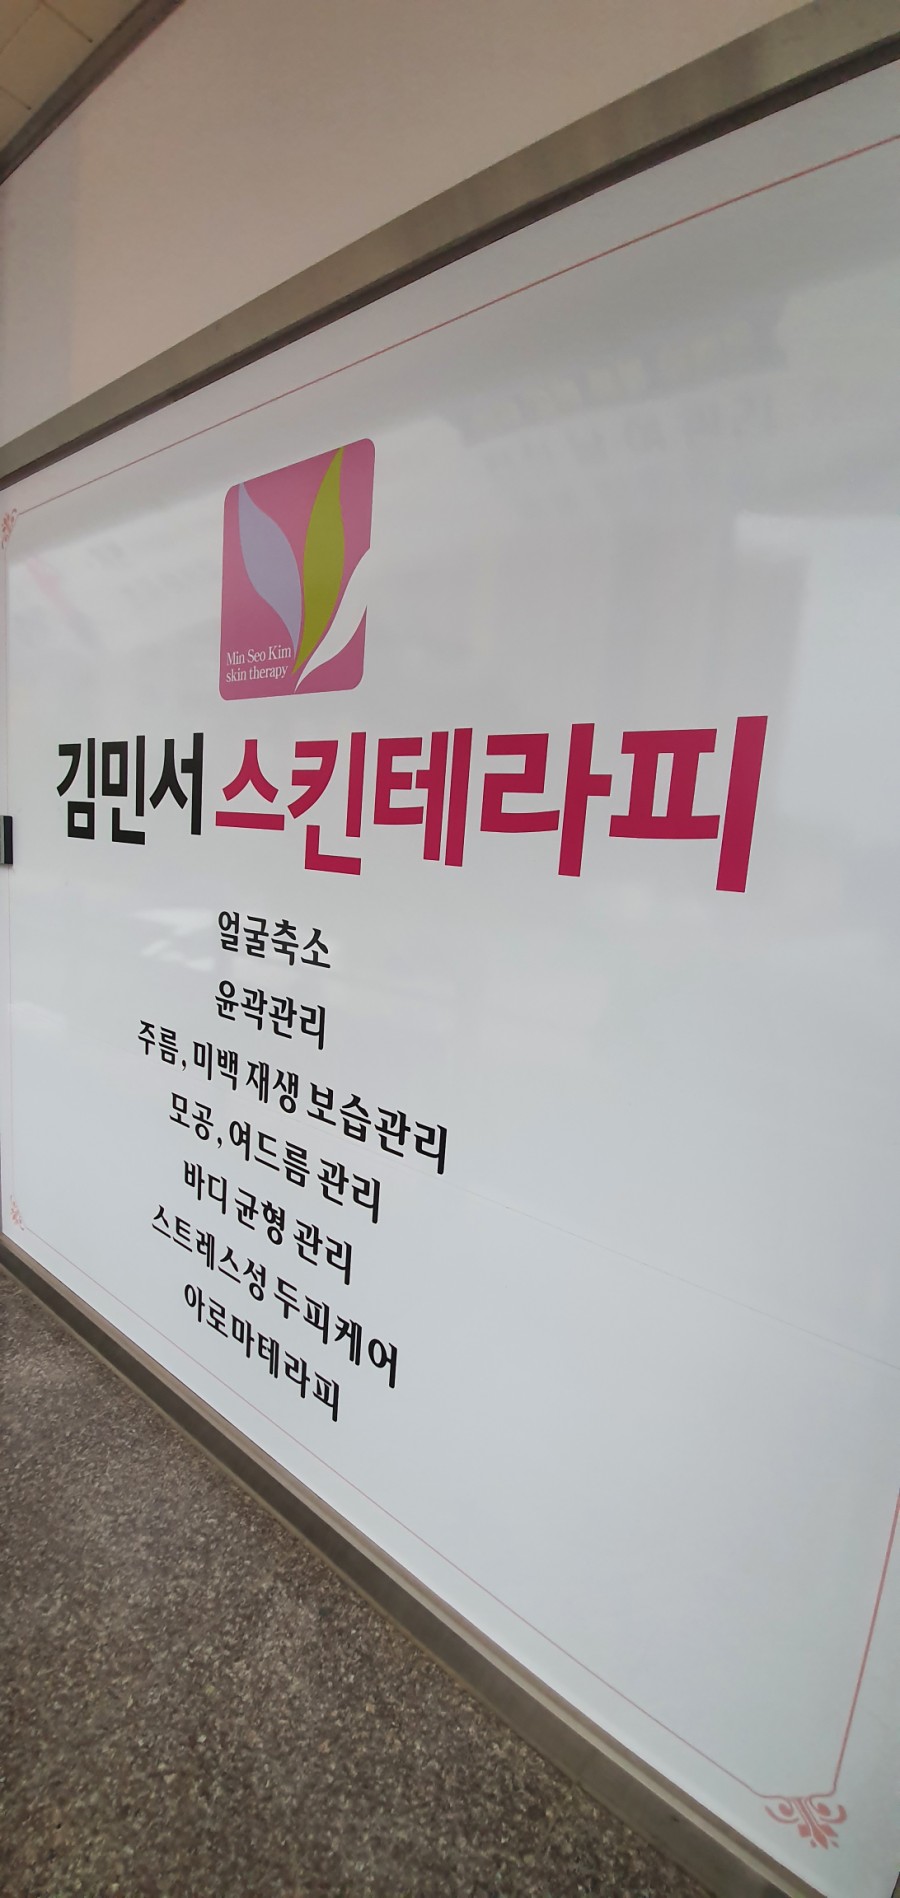 Min Seo Kim
skin therapy
김민서 스킨테라피
얼굴축소
윤곽관리
주름, 미백 재생 보습관리
모공, 여드름 관리
바디 균형 관리
스트레스성 두피케어
아로마테라피